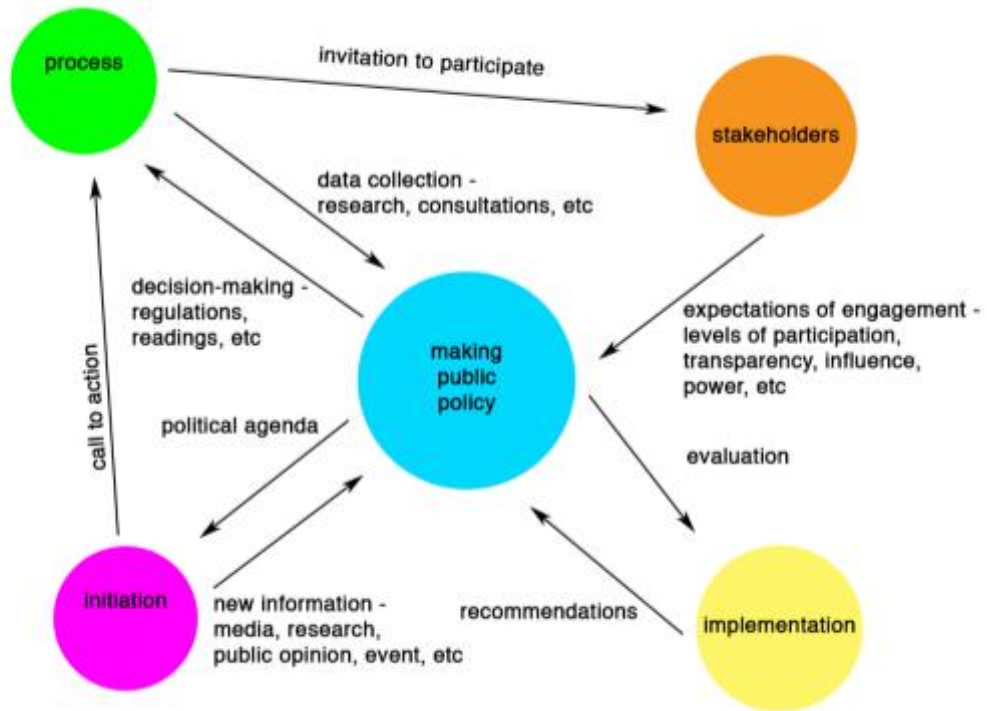 process
invitation to participate
stakeholders
data collection -
research, consultations, etc
decision-making -
regulations,
readings, etc
expectations of engagement -
levels of participation,
transparency, influence,
power, etc
making
public
policy
call to action
political agenda
evaluation
initiation
new information -
media, research,
public opinion, event, etc
recommendations
implementation